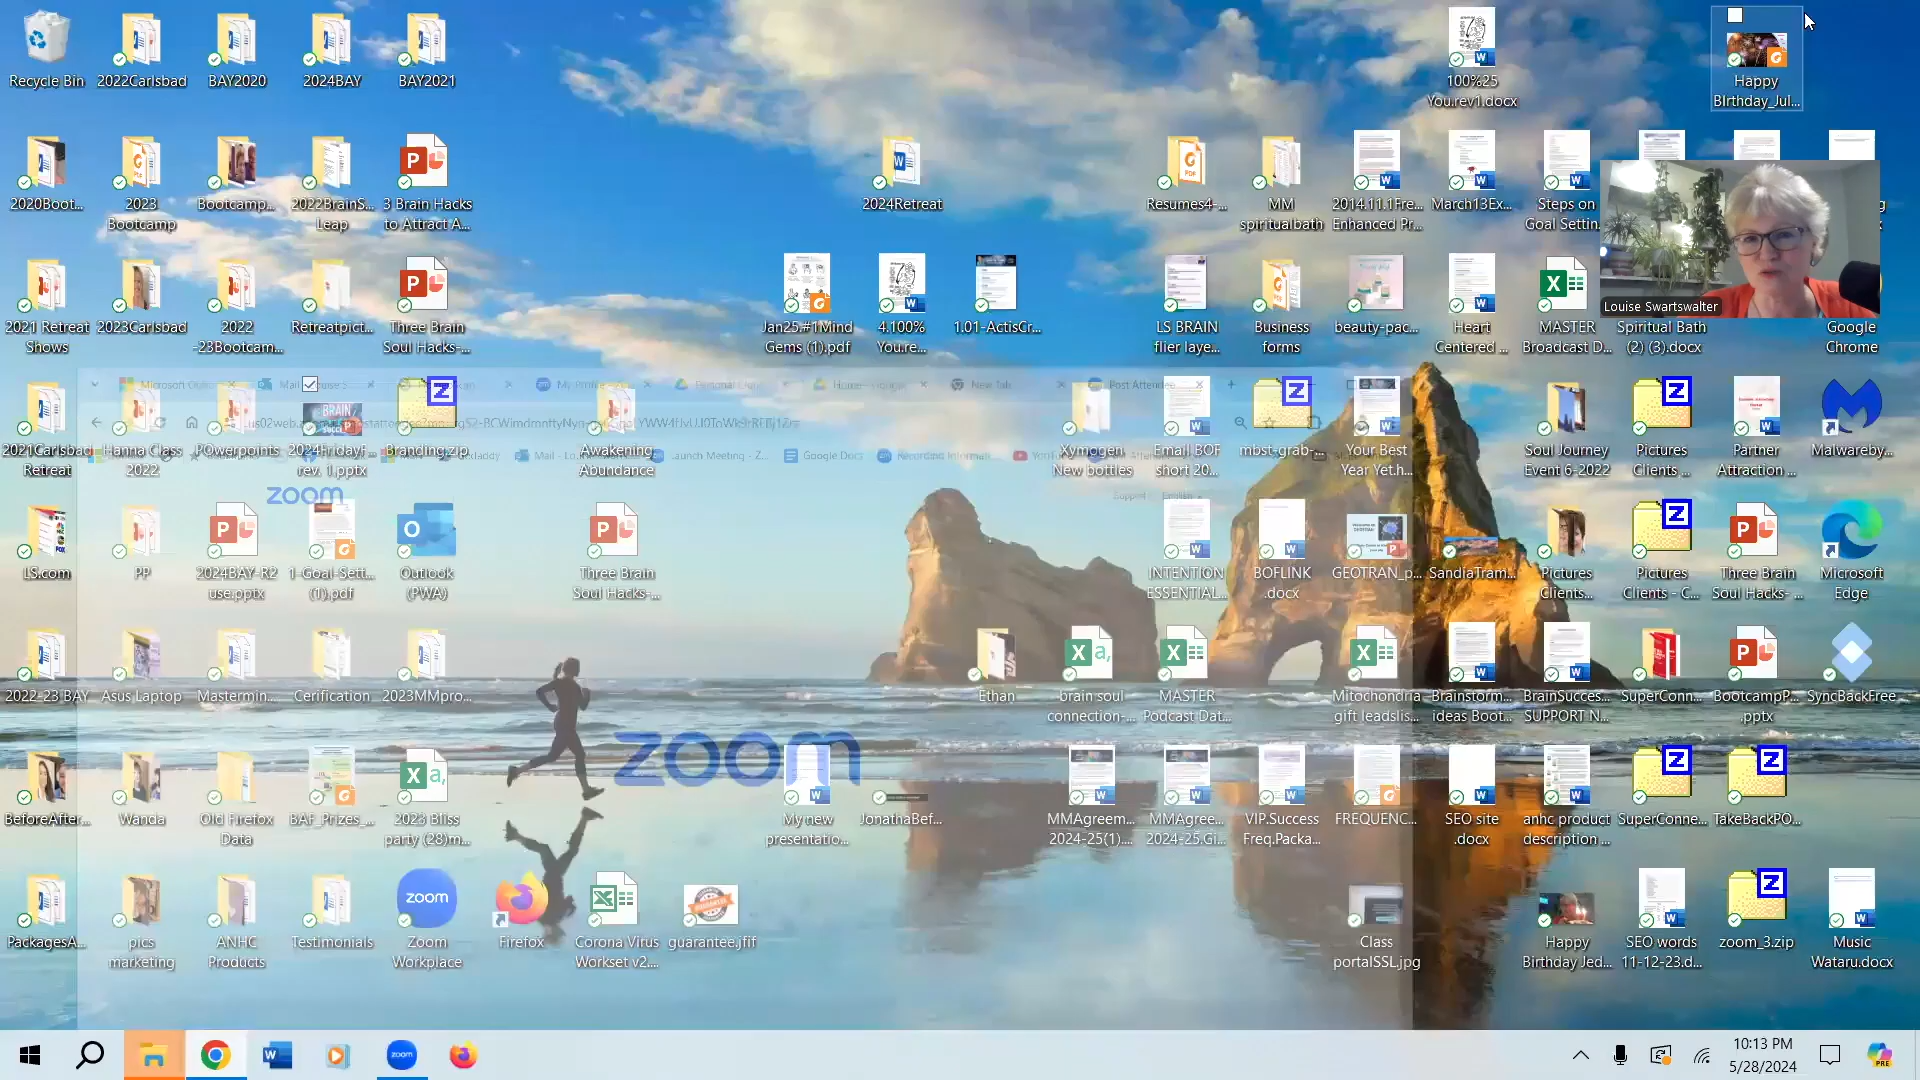 Recycle Bin
2022Carlsbad
BAY2020
2024BAY
BAY2021
100%25
You.rev1.docx
Happy
BIrthday_Jul...
2020Boot...
2023
Bootcamp
Bootcamp...
2022BrainS...
Leap
3 Brain Hacks
to Attract A...
2024Retreat
Resumes4-...
MM
spiritualbath
2014.11.1Fre...
Enhanced Pr...
March13Ex...
Steps on
Goal Settin...
Louise Swartswalter
2021 Retreat
Shows
2023Carlsbad
2022
-23Bootcam...
Retreatpict...
Three Brain
Soul Hacks-...
Jan25.#1Mind
Gems (1).pdf
4.100%
You.re...
1.01-ActisCr...
LS BRAIN
flier laye...
Business
forms
beauty-pac...
Heart
Centered ...
MASTER
Broadcast D...
Spiritual Bath
(2) (3).docx
Google
Chrome
2021Carlsbad
Retreat
Hanna Class
2022
POwerpoints
2024FridayF...
rev. 1.pptx
Branding.zip
Awakening
Abundance
Xymogen
New bottles
Email BOF
short 20...
mbst-grab-...
Your Best
Year Yet.h...
Soul Journey
Event 6-2022
Pictures
Clients ...
Partner
Attraction ...
Malwareby...
New Tab
Post Attendee
Launch Meeting - Z...
Google Docs
zoom
Support
English
LS.com
PP
2024BAY-R2
use.pptx
1-Goal-Sett...
(1).pdf
Outlook
(PWA)
Three Brain
Soul Hacks-...
INTENTION
ESSENTIAL...
BOFLINK
.docx
GEOTRAN_p...
SandiaTram...
Pictures
Clients...
Pictures
Clients - C...
Three Brain
Soul Hacks- ...
Microsoft
Edge
2022-23 BAY
Asus Laptop
Mastermin...
Cerification
2023MMpro...
Ethan
brain soul
connection-...
MASTER
Podcast Dat...
Mitochondria
gift leadslis...
Brainstorm...
ideas Boot...
BrainSucces...
SUPPORT N...
SuperConn...
BootcampP...
.pptx
SyncBackFree
zoom
BeforeAfter...
Wanda
Old Firefox
Data
BAF_Prizes_...
2023 Bliss
party (28)m...
My new
presentatio...
JonathaBef...
MMAgreem...
2024-25(1)....
MMAgree...
2024-25.Gi...
VIP.Success
Freq.Packa...
FREQUENC...
SEO site
.docx
anhc product
description ...
SuperConne...
TakeBackPO...
PackagesA...
pics
marketing
ANHC
Products
Testimonials
zoom
Zoom
Workplace
Firefox
Corona Virus
Workset v2....
guarantee.jfif
Class
portalSSL.jpg
Happy
Birthday Jed...
SEO words
11-12-23.d...
zoom_3.zip
Music
Wataru.docx
zoom
10:13 PM
5/28/2024
PRE